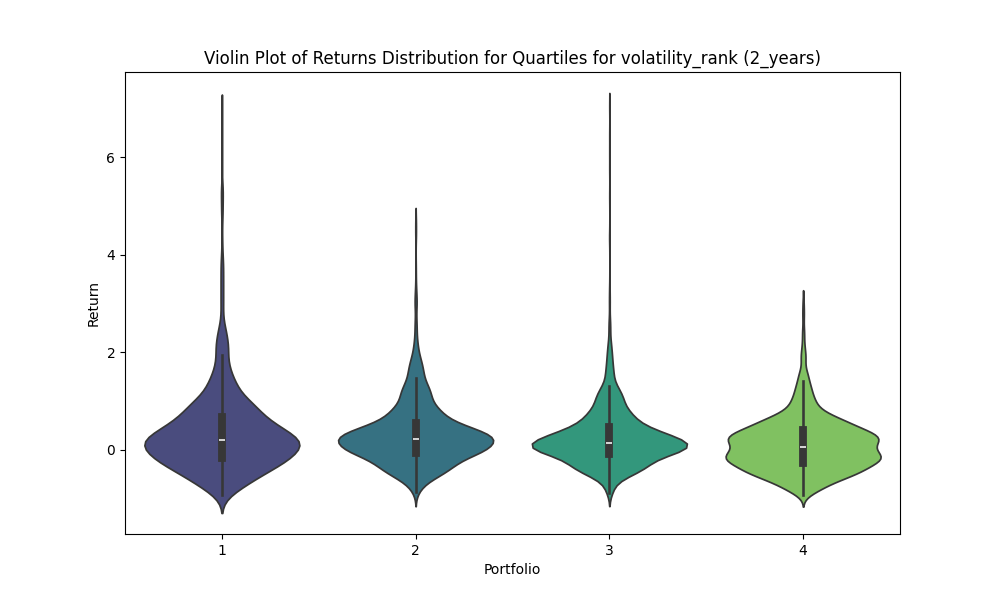 Violin Plot of Returns Distribution for Quartiles for volatility_rank (2_years)
6
4
2
0
Return
1 2 3 4
Portfolio